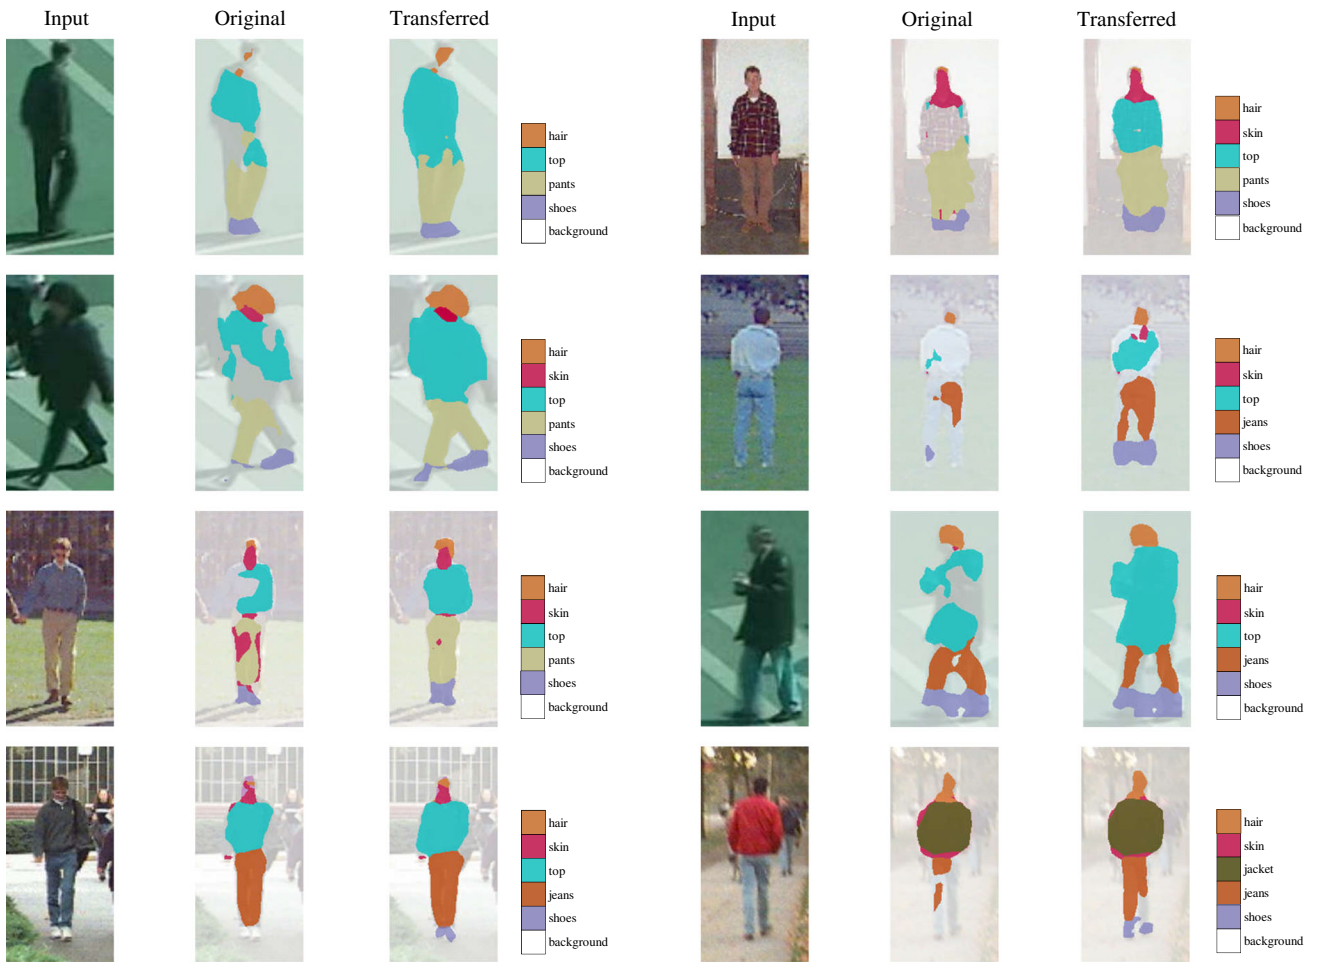 Input Original Transferred Input Original Transferred
hair
top
pants
shoes
background
hair
skin
top
pants
shoes
background
hair
skin
top
pants
shoes
background
hair
skin
top
jeans
shoes
background
hair
skin
top
pants
shoes
background
hair
skin
top
jeans
shoes
background
hair
skin
top
jeans
shoes
background
hair
skin
jacket
jeans
shoes
background